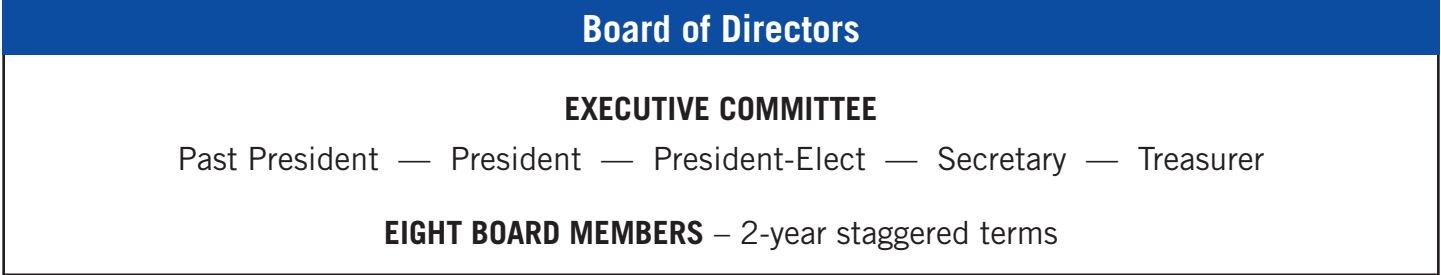 Board of Directors
EXECUTIVE COMMITTEE
Past President — President — President-Elect — Secretary — Treasurer
EIGHT BOARD MEMBERS – 2-year staggered terms